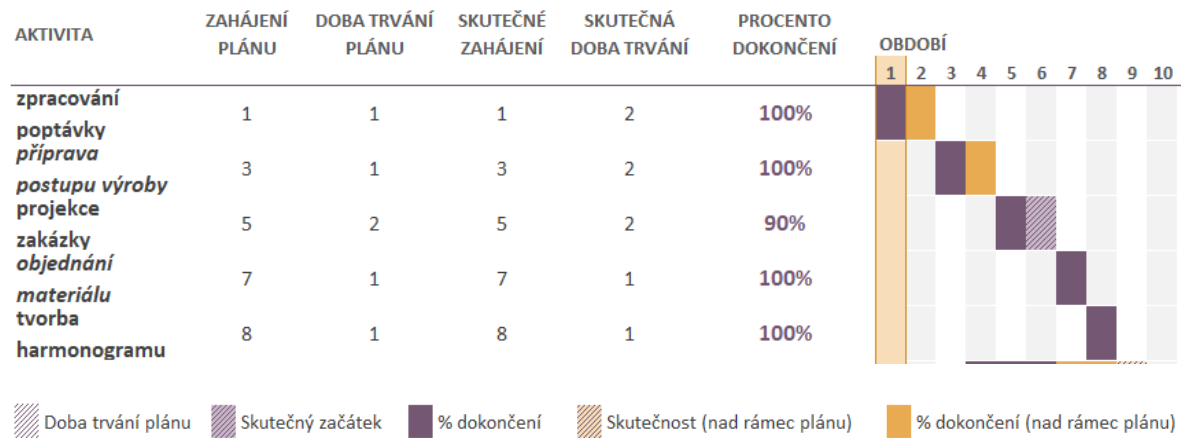 AKTIVITA ZAHÁJENÍ PLÁNU DOBA TRVÁNÍ PLÁNU SKUTEČNÉ ZAHÁJENÍ SKUTEČNÁ DOBA TRVÁNÍ PROCENTO DOKONČENÍ OBDOBÍ
1 2 3 4 5 6 7 8 9 10
zpracování
poptávky 1 1 1 2 100%
příprava
postupu výroby 3 1 3 2 100%
projekce
zakázky 5 2 5 2 90%
objednání
materiálu 7 1 7 1 100%
tvorba
harmonogramu 8 1 8 1 100%
Doba trvání plánu Skutečný začátek % dokončení Skutečnost (nad rámec plánu) % dokončení (nad rámec plánu)